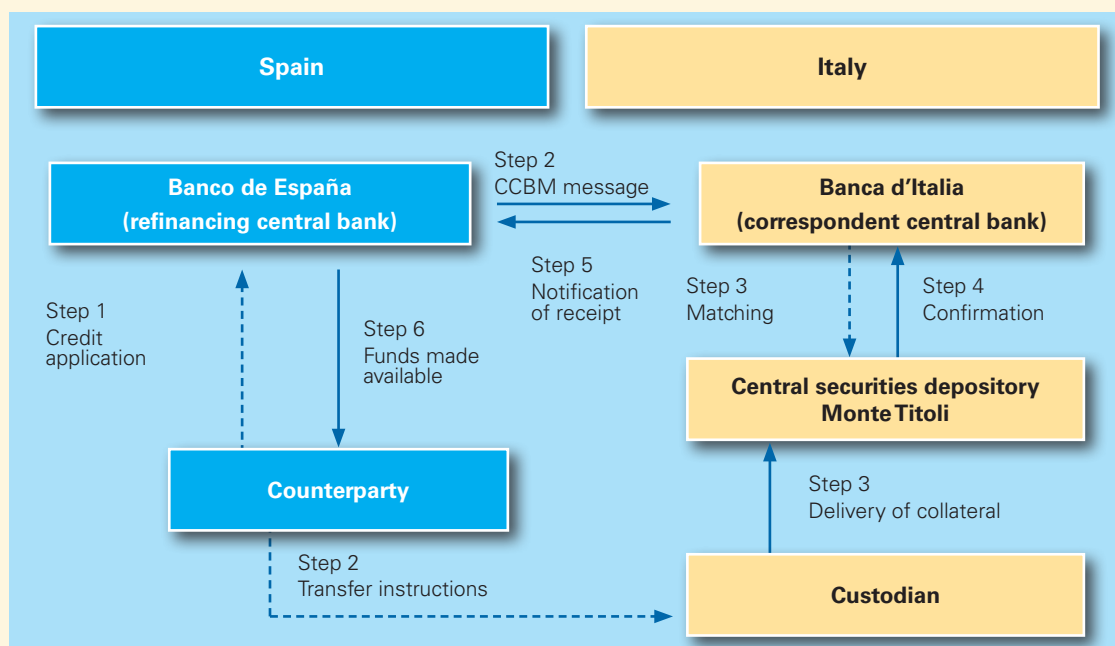 Spain
Italy
Step 2
CCBM message
Banco de España
(refinancing central bank)
Banca d'Italia
(correspondent central bank)
Step 5
Notification
of receipt
Step 3
Matching
Step 4
Confirmation
Step 1
Credit
application
Step 6
Funds made
available
Central securities depository
Monte Titoli
Counterparty
Step 3
Delivery of collateral
Step 2
Transfer instructions
Custodian